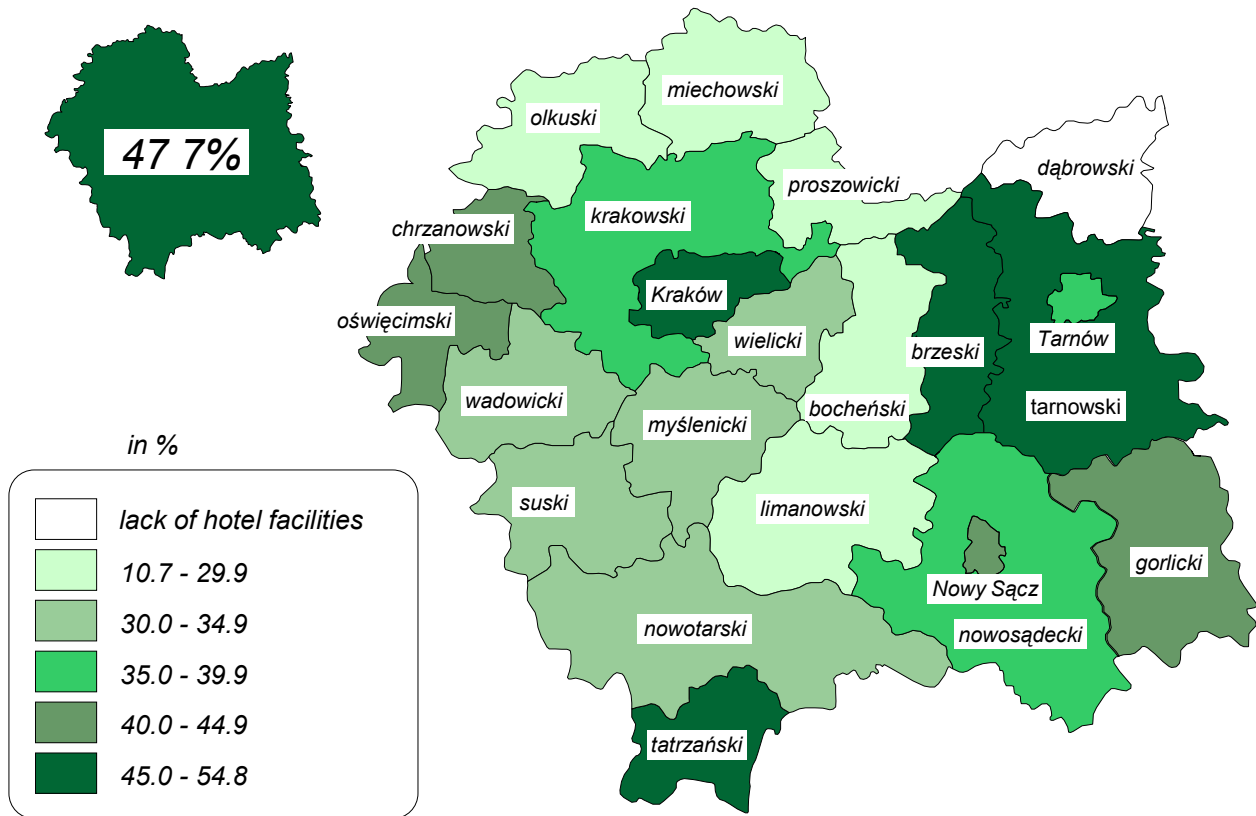 47 7%
miechowski
olkuski
dąbrowski
proszowicki
krakowski
chrzanowski
Kraków
oświęcimski
wielicki
brzeski
Tarnów
wadowicki
bocheński
tarnowski
myślenicki
suski
limanowski
gorlicki
Nowy Sącz
nowotarski
nowosądecki
tatrzański
in %
lack of hotel facilities
10.7 - 29.9
30.0 - 34.9
35.0 - 39.9
40.0 - 44.9
45.0 - 54.8